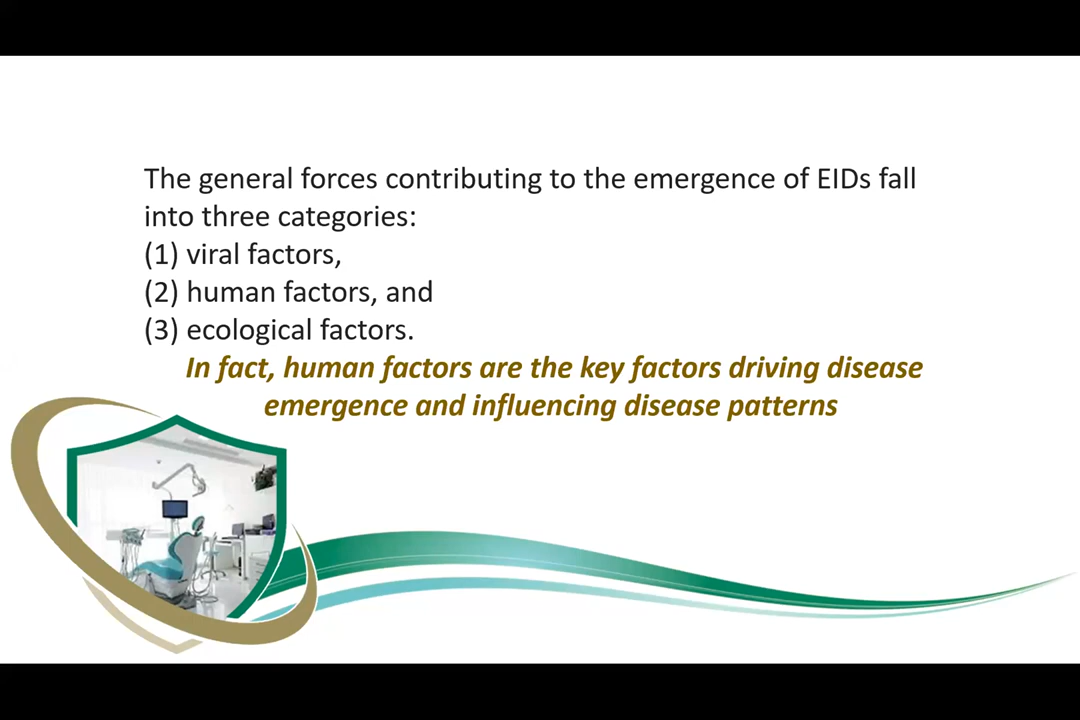 The general forces contributing to the emergence of EIDs fall
into three categories:
(1) viral factors,
(2) human factors, and
(3) ecological factors.
In fact, human factors are the key factors driving disease
emergence and influencing disease patterns